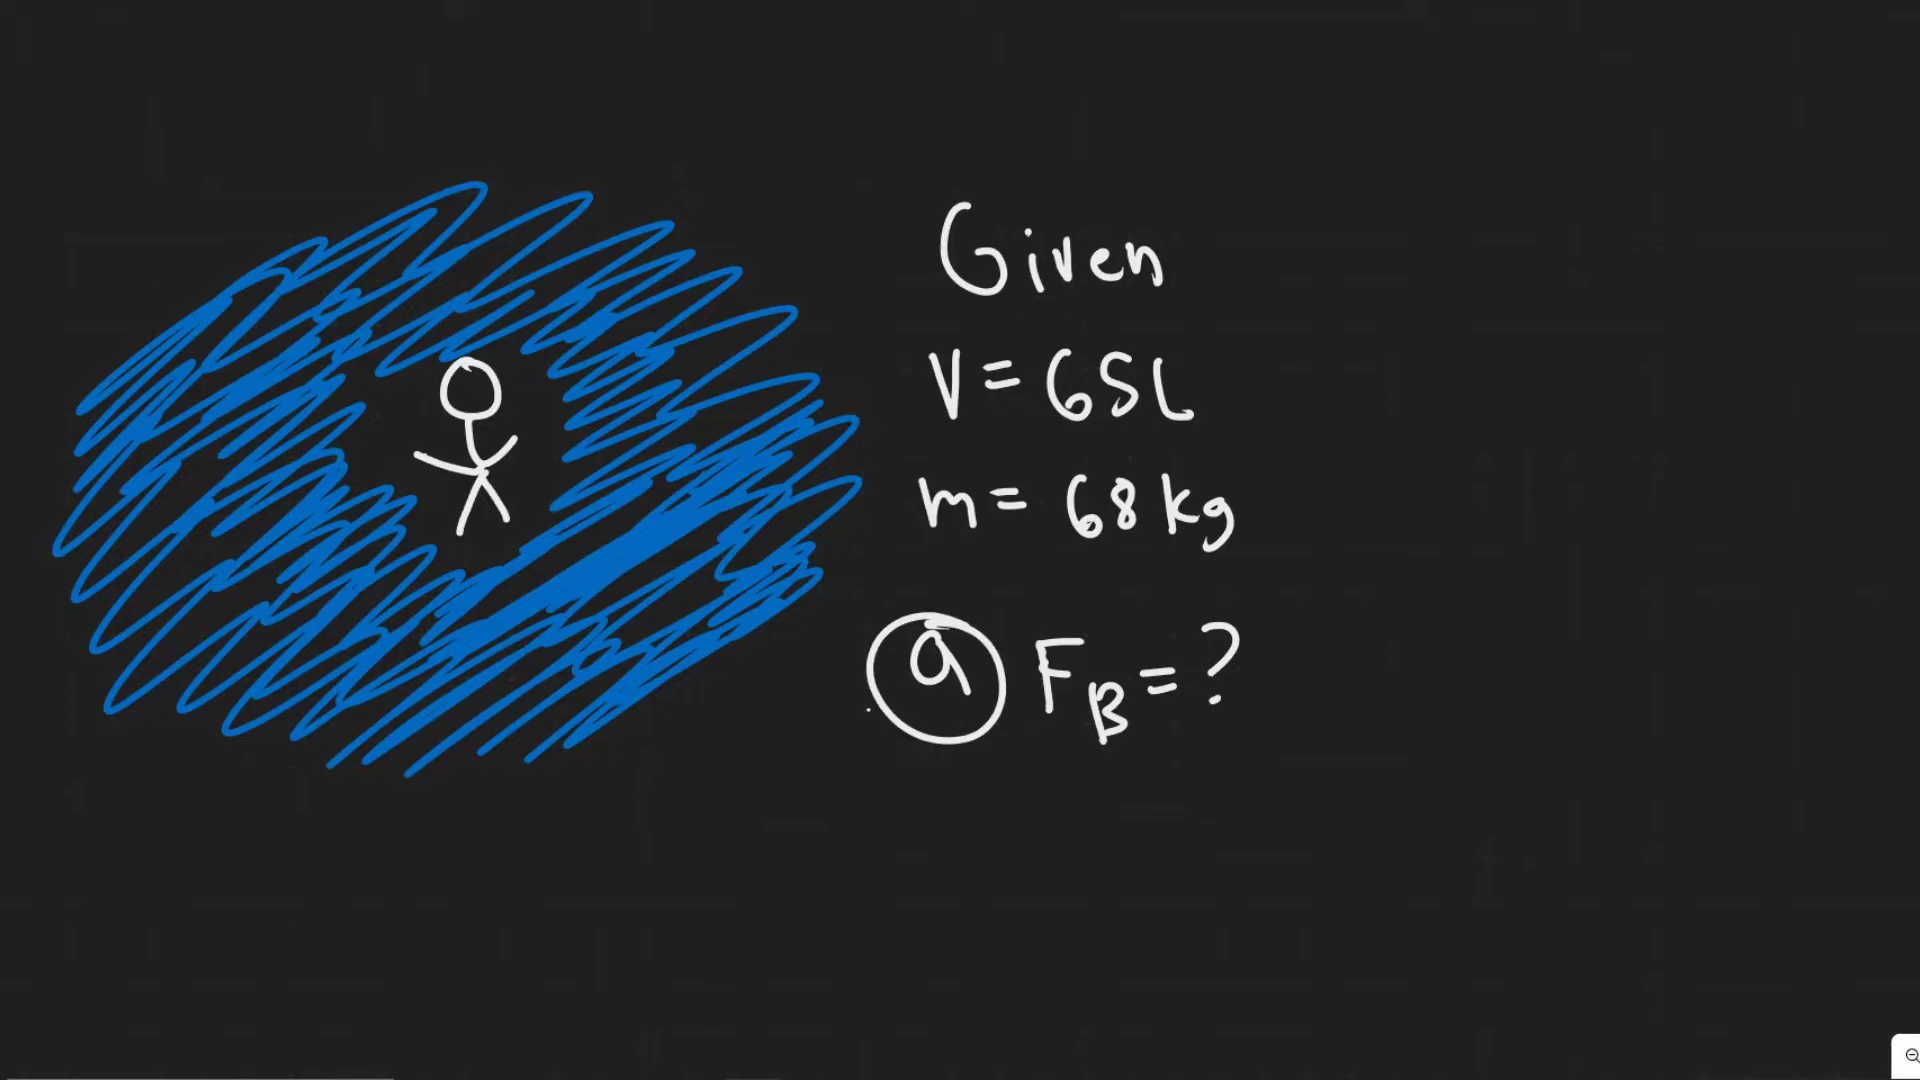 Given
V = 65L
m = 68 kg
a F_B = ?